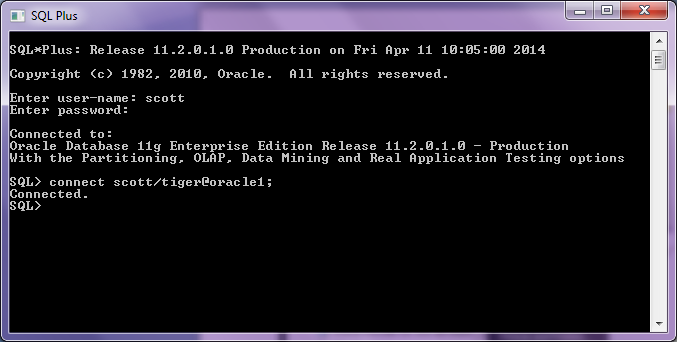 SQL Plus
SQL*Plus: Release 11.2.0.1.0 Production on Fri Apr 11 10:05:00 2014
Copyright (c) 1982, 2010, Oracle.  All rights reserved.
Enter user-name: scott
Enter password:
Connected to:
Oracle Database 11g Enterprise Edition Release 11.2.0.1.0 - Production
With the Partitioning, OLAP, Data Mining and Real Application Testing options
SQL> connect scott/tiger@oracle1;
Connected.
SQL>